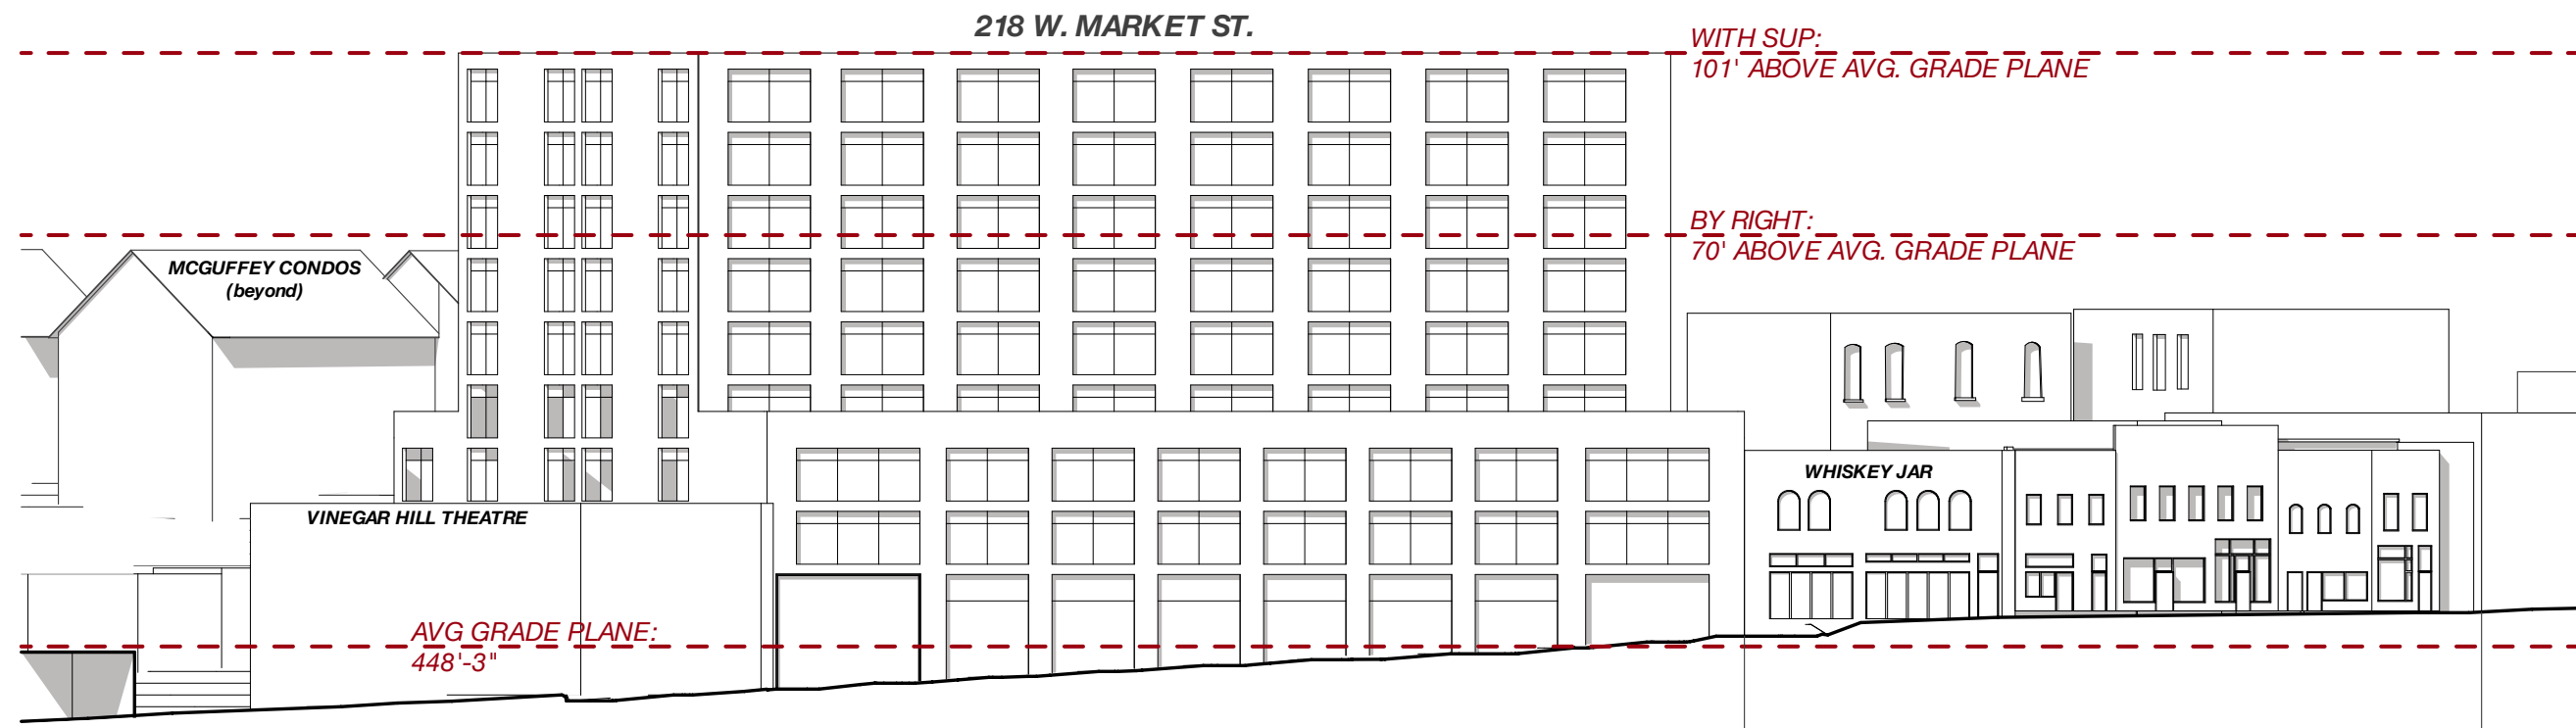 218 W. MARKET ST.
WITH SUP:
101' ABOVE AVG. GRADE PLANE
BY RIGHT:
70' ABOVE AVG. GRADE PLANE
MCGUFFEY CONDOS
(beyond)
WHISKEY JAR
VINEGAR HILL THEATRE
AVG GRADE PLANE:
448'-3"